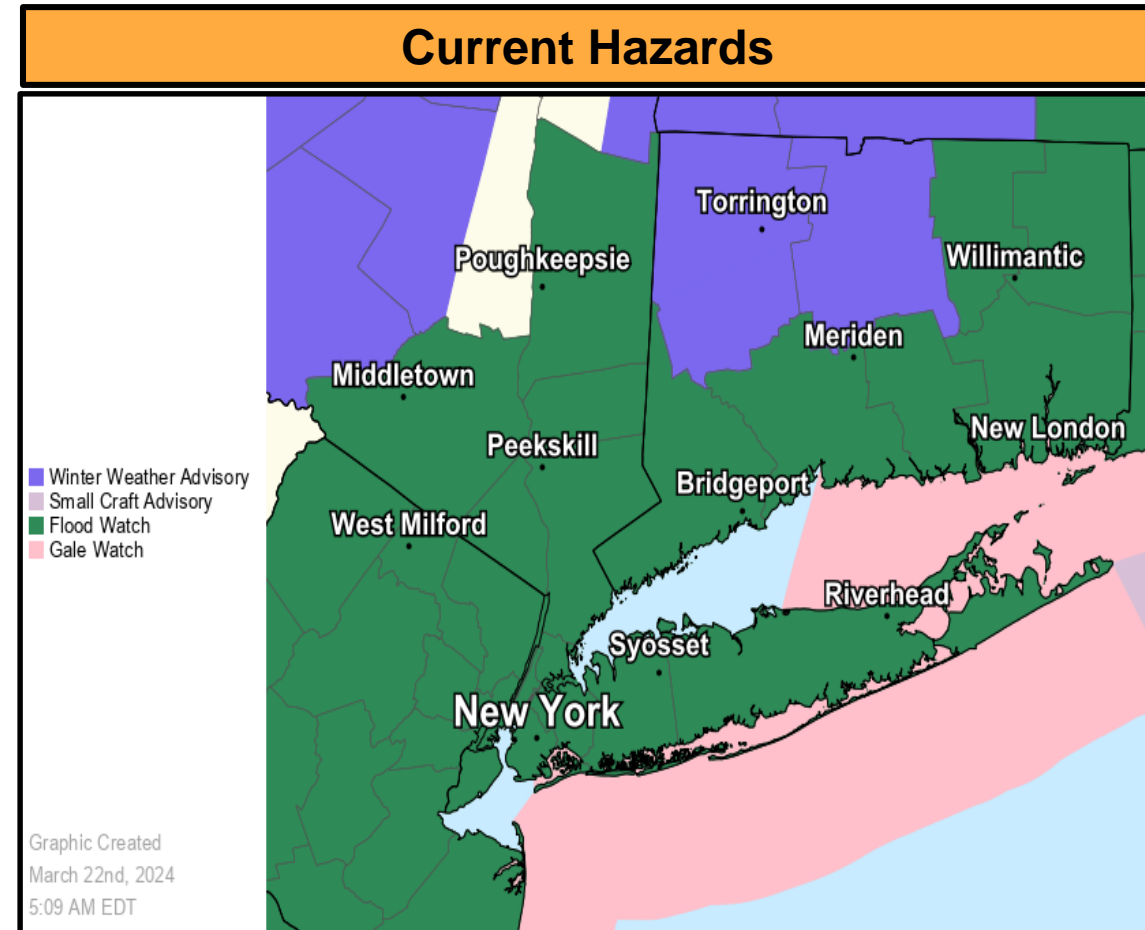 Current Hazards
Torrington
Poughkeepsie
Willimantic
Meriden
Middletown
New London
Peekskill
Bridgeport
Winter Weather Advisory
Small Craft Advisory
Flood Watch
Gale Watch
West Milford
Riverhead
Syosset
New York
Graphic Created
March 22nd, 2024
5:09 AM EDT